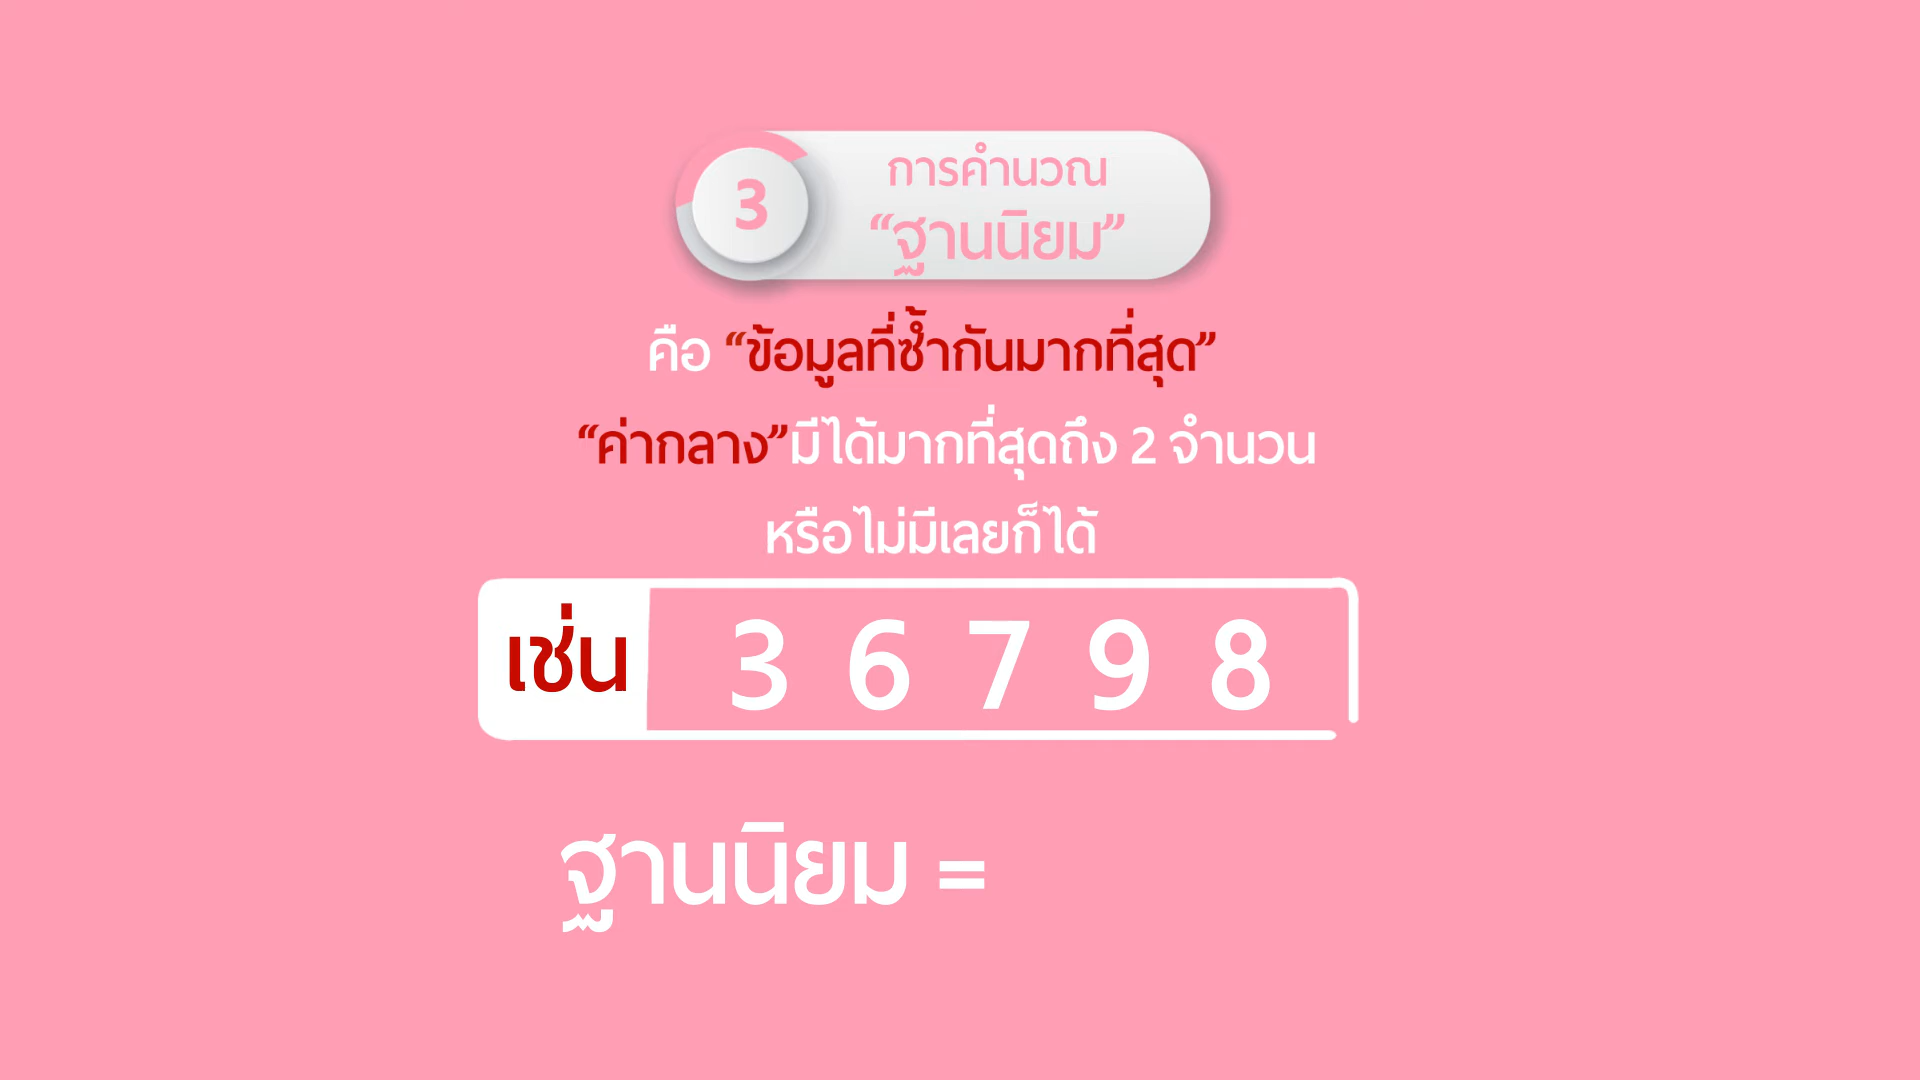 3
การคำนวณ
“ฐานนิยม”
คือ “ข้อมูลที่ซ้ำกันมากที่สุด”
“ค่ากลาง”มีได้มากที่สุดถึง 2 จำนวน
หรือไม่มีเลยก็ได้
เช่น 3 6 7 9 8
ฐานนิยม =